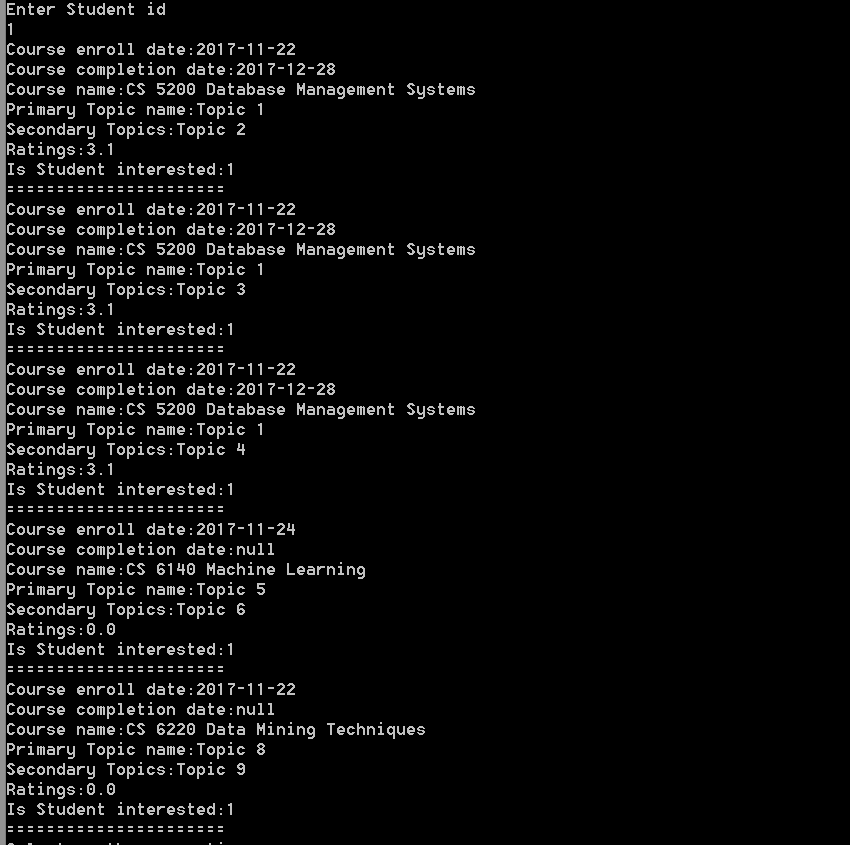 Enter Student id
1
Course enroll date:2017-11-22
Course completion date:2017-12-28
Course name:CS 5200 Database Management Systems
Primary Topic name:Topic 1
Secondary Topics:Topic 2
Ratings:3.1
Is Student interested:1
======================
Course enroll date:2017-11-22
Course completion date:2017-12-28
Course name:CS 5200 Database Management Systems
Primary Topic name:Topic 1
Secondary Topics:Topic 3
Ratings:3.1
Is Student interested:1
======================
Course enroll date:2017-11-22
Course completion date:2017-12-28
Course name:CS 5200 Database Management Systems
Primary Topic name:Topic 1
Secondary Topics:Topic 4
Ratings:3.1
Is Student interested:1
======================
Course enroll date:2017-11-24
Course completion date:null
Course name:CS 6140 Machine Learning
Primary Topic name:Topic 5
Secondary Topics:Topic 6
Ratings:0.0
Is Student interested:1
======================
Course enroll date:2017-11-22
Course completion date:null
Course name:CS 6220 Data Mining Techniques
Primary Topic name:Topic 8
Secondary Topics:Topic 9
Ratings:0.0
Is Student interested:1
======================